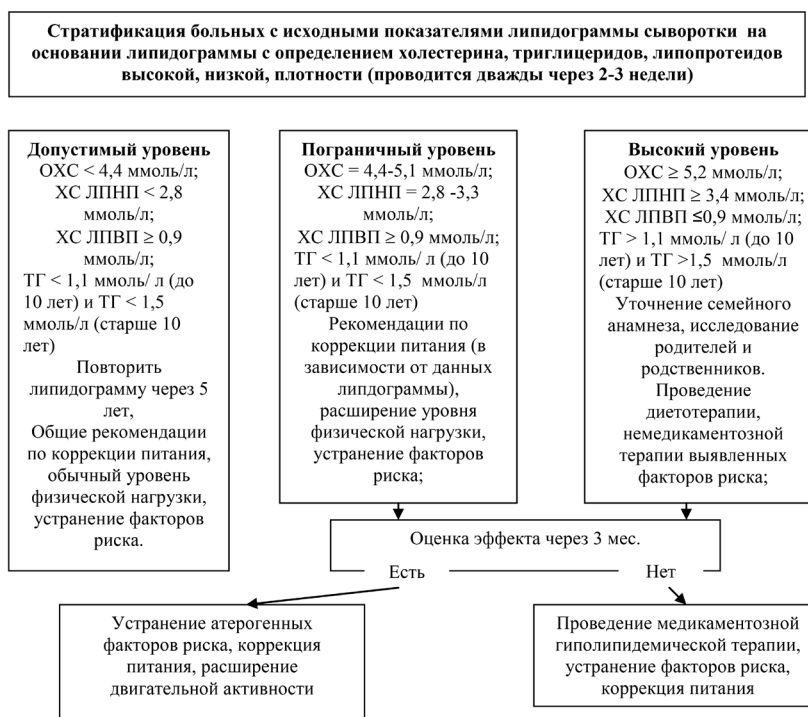 Стратификация больных с исходными показателями липидограммы сыворотки на
основании липидограммы с определением холестерина, триглицеридов, липопротеидов
высокой, низкой, плотности (проводится дважды через 2-3 недели)
Допустимый уровень
ОХС < 4,4 ммоль/л;
ХС ЛПНП < 2,8
ммоль/л;
ХС ЛПВП ≥ 0,9
ммоль/л;
ТГ < 1,1 ммоль/ л (до
10 лет) и ТГ < 1,5
ммоль/л (старше 10
лет)
Повторить
липидограмму через 5
лет,
Общие рекомендации
по коррекции питания,
обычный уровень
физической нагрузки,
устранение факторов
риска.
Пограничный уровень
ОХС = 4,4-5,1 ммоль/л;
ХС ЛПНП = 2,8 -3,3
ммоль/л;
ХС ЛПВП ≥ 0,9 ммоль/л;
ТГ < 1,1 ммоль/ л (до 10
лет) и ТГ < 1,5 ммоль/л
(старше 10 лет)
Рекомендации по
коррекции питания (в
зависимости от данных
липдограммы),
расширение уровня
физической нагрузки,
устранение факторов
риска;
Высокий уровень
ОХС ≥ 5,2 ммоль/л;
ХС ЛПНП ≥ 3,4 ммоль/л;
ХС ЛПВП ≤0,9 ммоль/л;
ТГ > 1,1 ммоль/ л (до 10
лет) и ТГ >1,5 ммоль/л
(старше 10 лет)
Уточнение семейного
анамнеза, исследование
родителей и
родственников.
Проведение
диетотерапии,
немедикаментозной
терапии выявленных
факторов риска;
Оценка эффекта через 3 мес.
Есть
Нет
Устранение атерогенных
факторов риска, коррекция
питания, расширение
двигательной активности
Проведение медикаментозной
гиполипидемической терапии,
устранение факторов риска,
коррекция питания